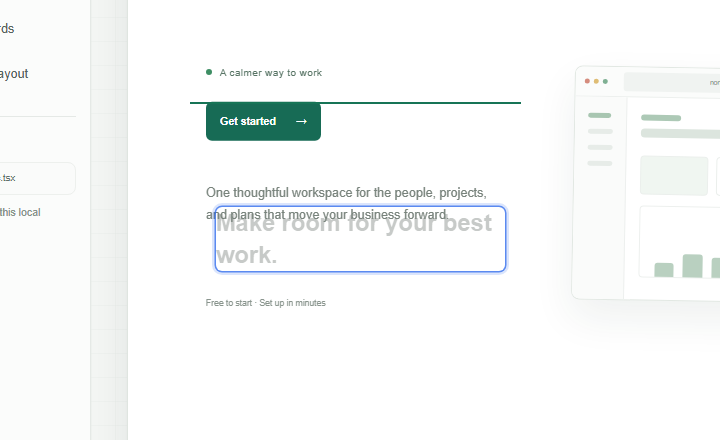 rds
ayout
.tsx
this local
A calmer way to work
Get started →
One thoughtful workspace for the people, projects,
and plans that move your business forward.
Make room for your best
work.
Free to start · Set up in minutes
nor